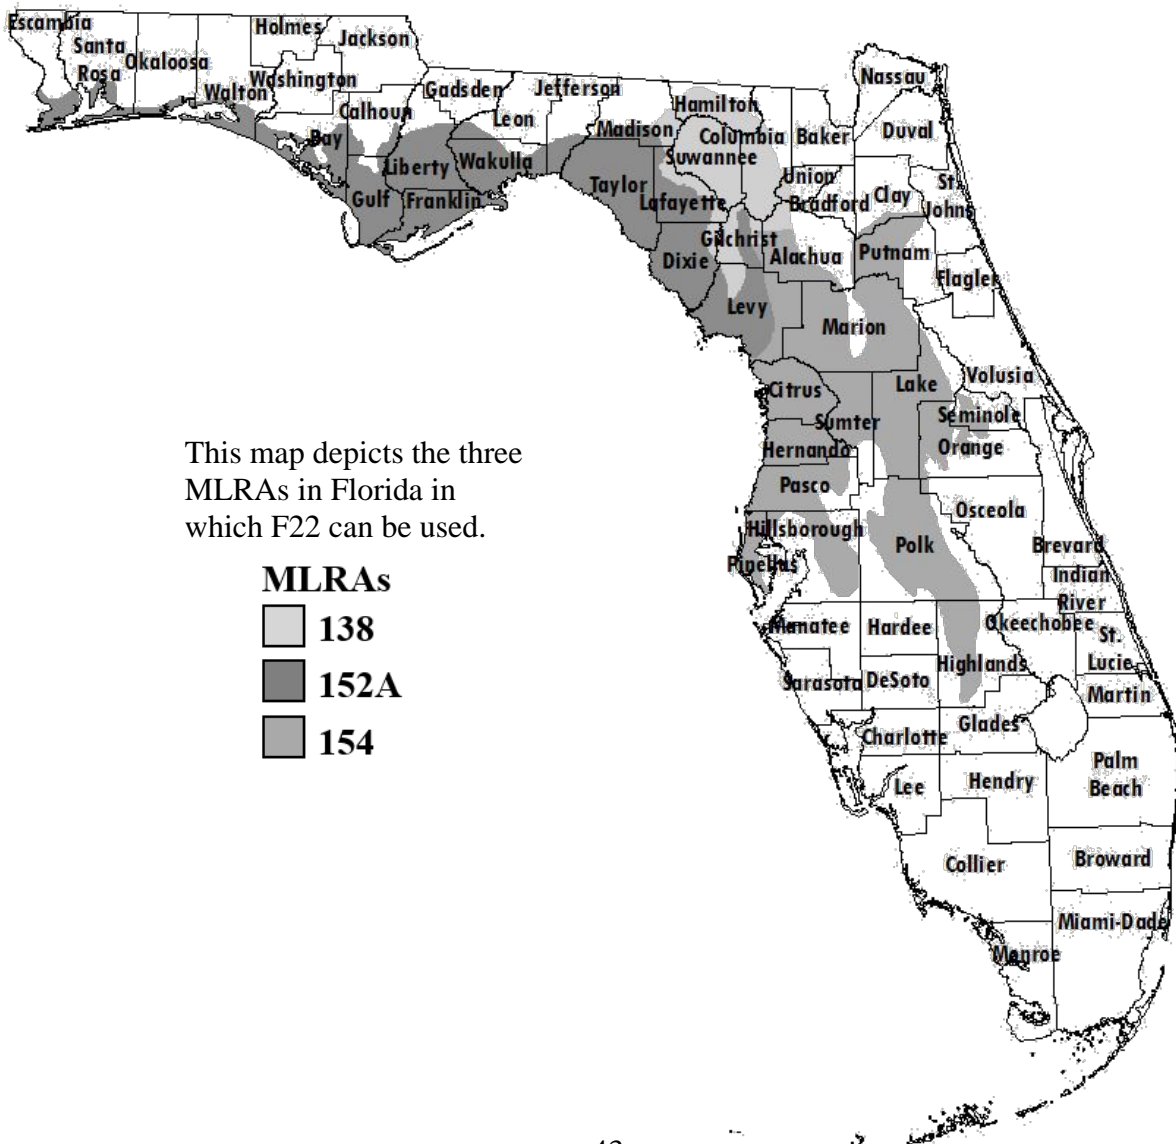 Escambia
Santa
Rosa
Okaloosa
Walton
Holmes
Washington
Jackson
Calhoun
Bay
Gulf
Liberty
Franklin
Gadsden
Leon
Wakulla
Jefferson
Madison
Taylor
Hamilton
Suwannee
Lafayette
Columbia
Dixie
Gilchrist
Levy
Baker
Union
Bradford
Alachua
Nassau
Duval
Clay
St.
Johns
Putnam
Flagler
Marion
Volusia
Citrus
Sumter
Lake
Seminole
Orange
Hernando
Pasco
Hillsborough
Pinellas
Polk
Osceola
Brevard
Indian
River
Manatee
Hardee
Okeechobee
St.
Lucie
Highlands
Sarasota
DeSoto
Martin
Charlotte
Glades
Lee
Hendry
Palm
Beach
Collier
Broward
Miami-Dade
Monroe
This map depicts the three
MLRAs in Florida in
which F22 can be used.
MLRAs
138
152A
154